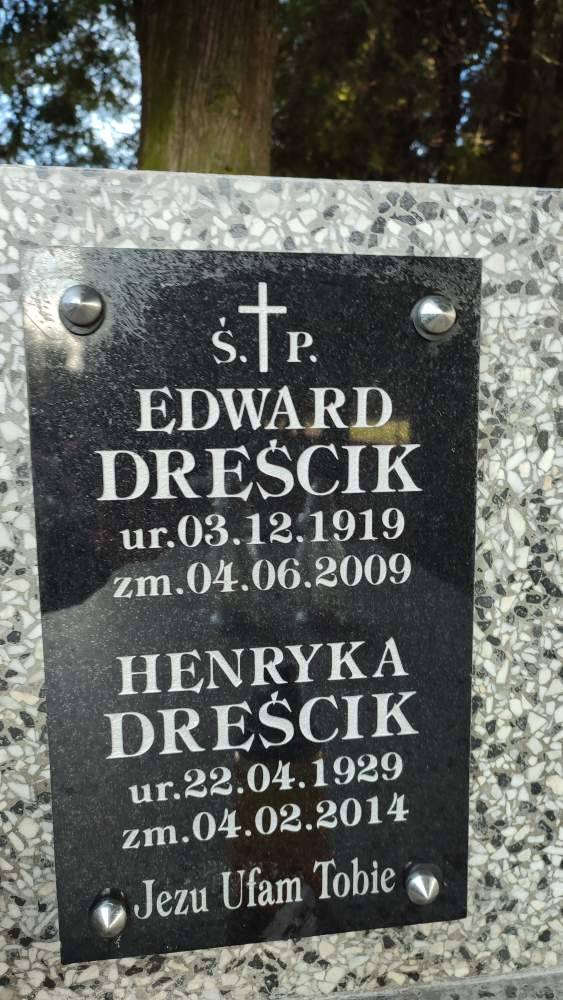 Ś. P.
EDWARD
DREŚCIK
ur.03.12.1919
zm.04.06.2009
HENRYKA
DREŚCIK
ur.22.04.1929
zm.04.02.2014
Jezu Ufam Tobie